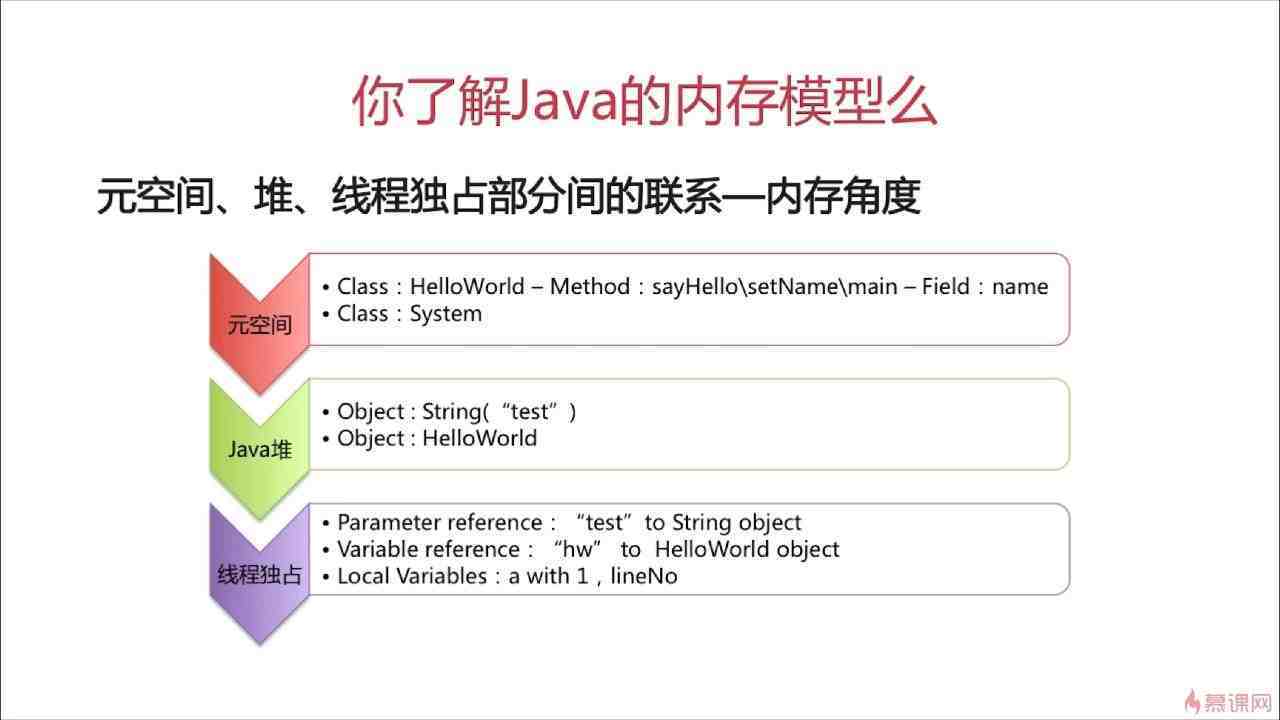 你了解Java的内存模型么
元空间、堆、线程独占部分间的联系—内存角度
元空间
• Class：HelloWorld – Method：sayHello\setName\main – Field：name
• Class：System
Java堆
• Object : String(“test”)
• Object : HelloWorld
线程独占
• Parameter reference：“test” to String object
• Variable reference：“hw” to HelloWorld object
• Local Variables：a with 1，lineNo
慕课网